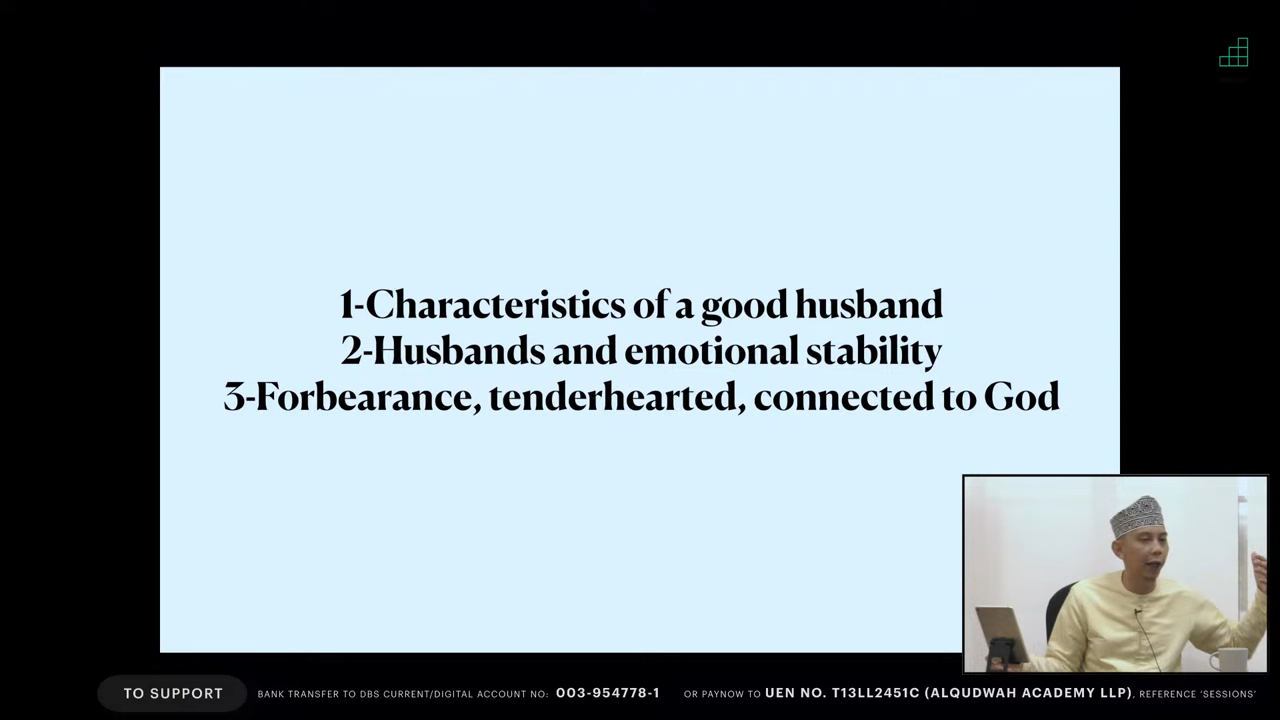 1-Characteristics of a good husband
2-Husbands and emotional stability
3-Forbearance, tenderhearted, connected to God
TO SUPPORT
BANK TRANSFER TO DBS CURRENT/DIGITAL ACCOUNT NO: 003-954778-1 OR PAYNOW TO UEN NO. T13LL2451C (ALQUDWAH ACADEMY LLP), REFERENCE 'SESSIONS'